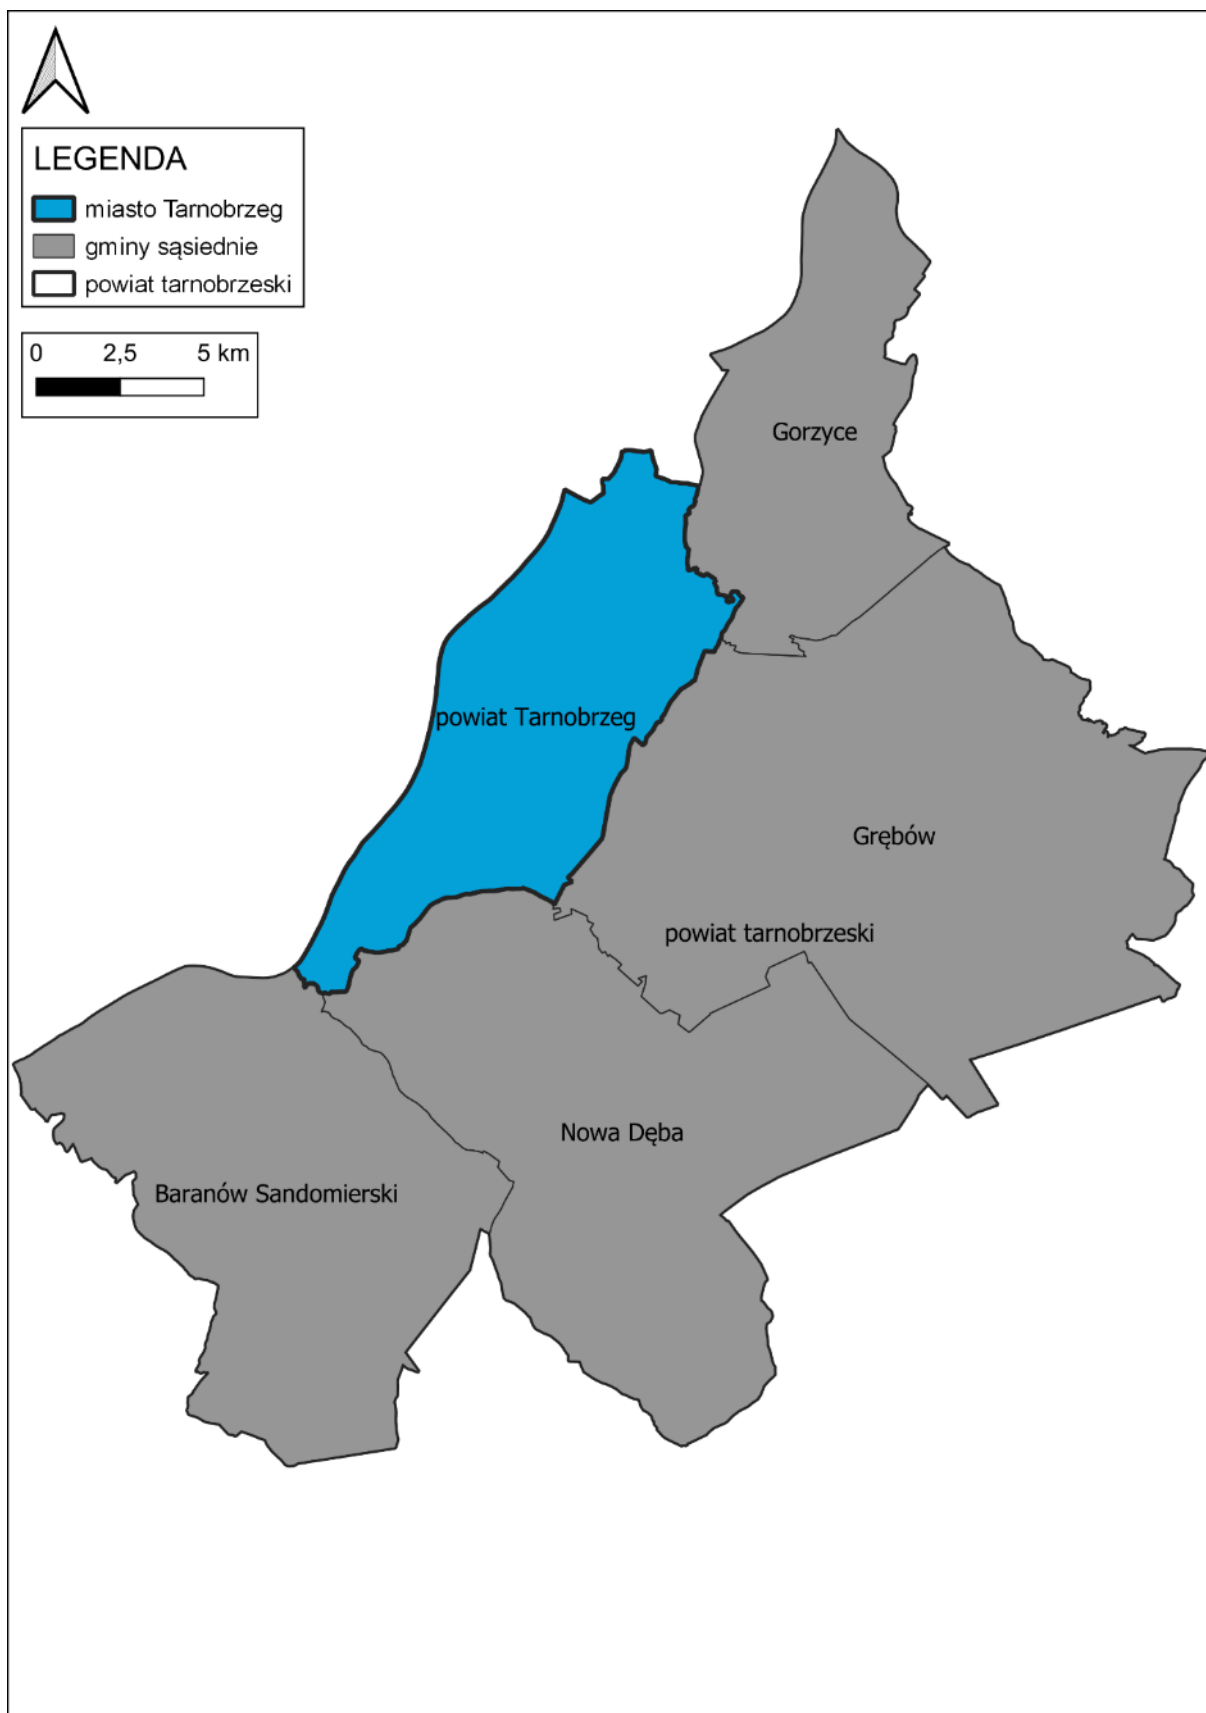 LEGENDA
miasto Tarnobrzeg
gminy sąsiednie
powiat tarnobrzeski
0 2,5 5 km
Gorzyce
powiat Tarnobrzeg
Grębów
powiat tarnobrzeski
Nowa Dęba
Baranów Sandomierski